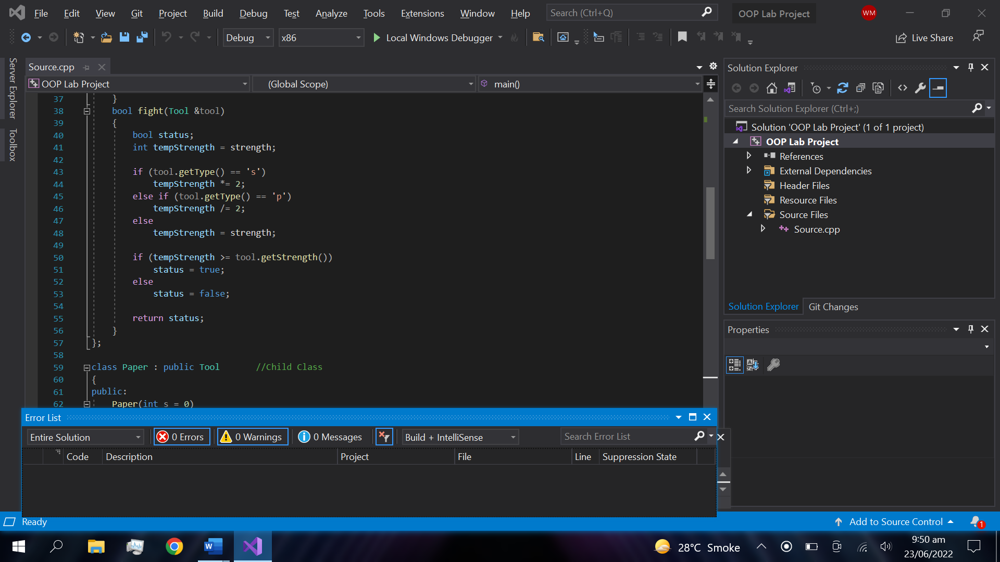 File Edit View Git Project Build Debug Test Analyze Tools Extensions Window Help Search (Ctrl+Q) OOP Lab Project WM
Debug x86 Local Windows Debugger Live Share
Server Explorer
Toolbox
Source.cpp
OOP Lab Project (Global Scope) main()
37 }
38 bool fight(Tool &tool)
39 {
40 bool status;
41 int tempStrength = strength;
42
43 if (tool.getType() == 's')
44 tempStrength *= 2;
45 else if (tool.getType() == 'p')
46 tempStrength /= 2;
47 else
48 tempStrength = strength;
49
50 if (tempStrength >= tool.getStrength())
51 status = true;
52 else
53 status = false;
54
55 return status;
56 }
57 };
58
59 class Paper : public Tool //Child Class
60 {
61 public:
62 Paper(int s = 0)
Solution Explorer
Search Solution Explorer (Ctrl+;)
Solution 'OOP Lab Project' (1 of 1 project)
OOP Lab Project
References
External Dependencies
Header Files
Resource Files
Source Files
Source.cpp
Solution Explorer Git Changes
Properties
Error List
Entire Solution 0 Errors 0 Warnings 0 Messages Build + IntelliSense Search Error List
Code Description Project File Line Suppression State
Ready Add to Source Control 1
28°C Smoke 9:50 am
23/06/2022